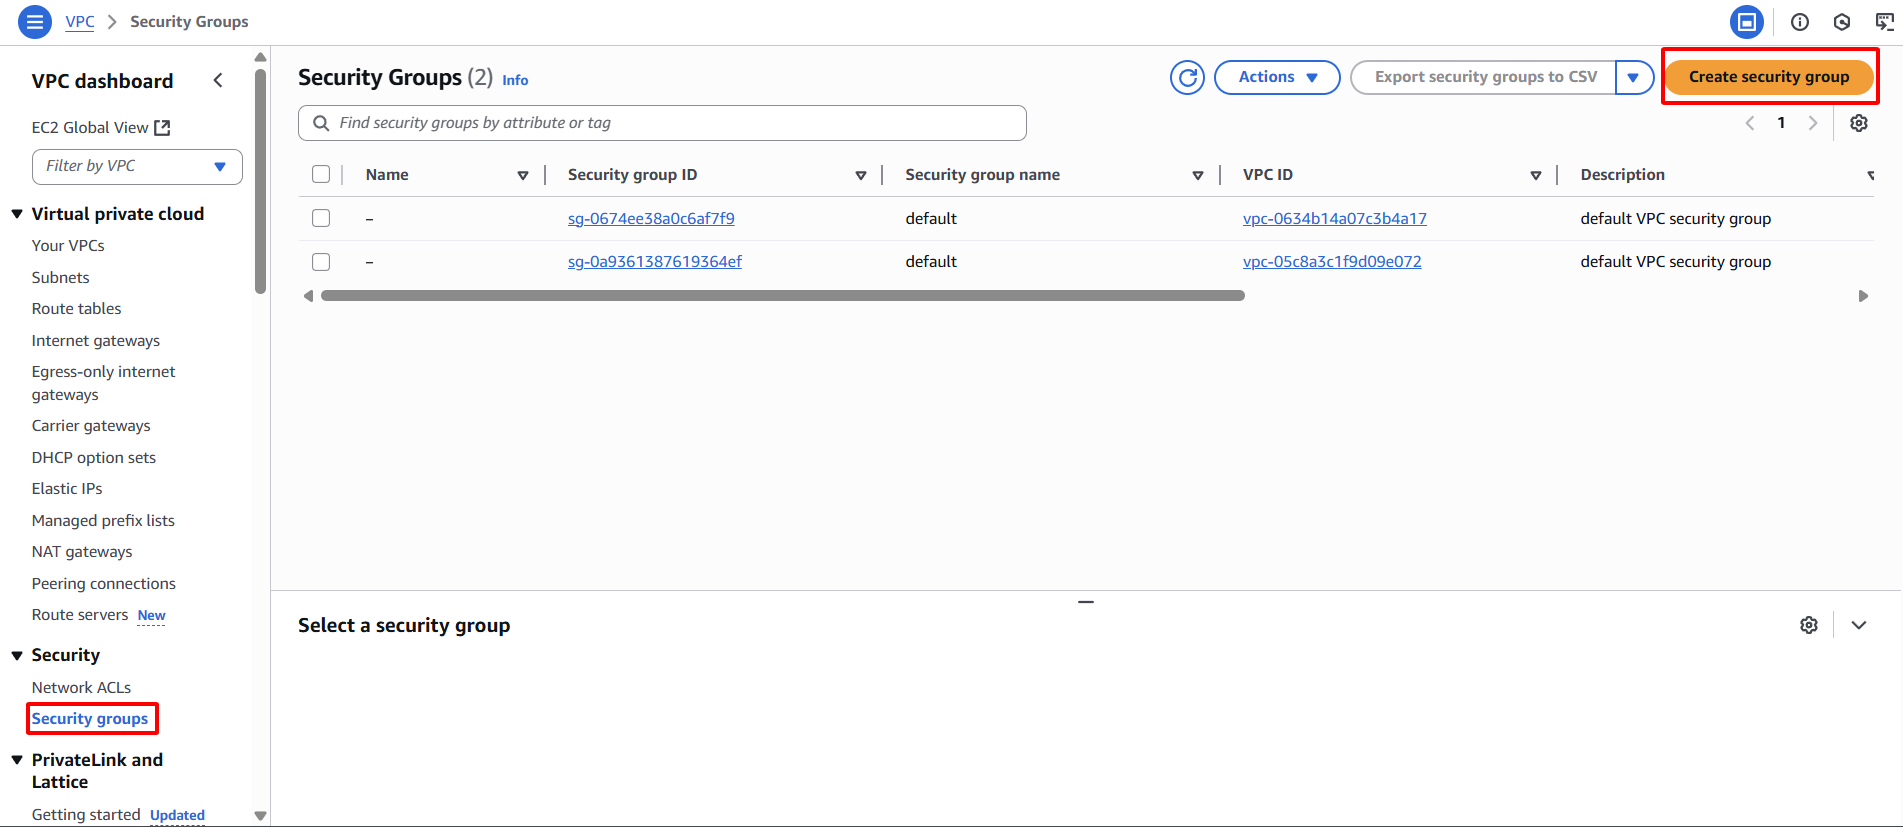 VPC > Security Groups
VPC dashboard
EC2 Global View
Filter by VPC
Virtual private cloud
Your VPCs
Subnets
Route tables
Internet gateways
Egress-only internet
gateways
Carrier gateways
DHCP option sets
Elastic IPs
Managed prefix lists
NAT gateways
Peering connections
Route servers New
Security
Network ACLs
Security groups
PrivateLink and
Lattice
Getting started Updated
Security Groups (2) Info
Actions
Export security groups to CSV
Create security group
Find security groups by attribute or tag
1
Name Security group ID Security group name VPC ID Description
– sg-0674ee38a0c6af7f9 default vpc-0634b14a07c3b4a17 default VPC security group
– sg-0a9361387619364ef default vpc-05c8a3c1f9d09e072 default VPC security group
Select a security group